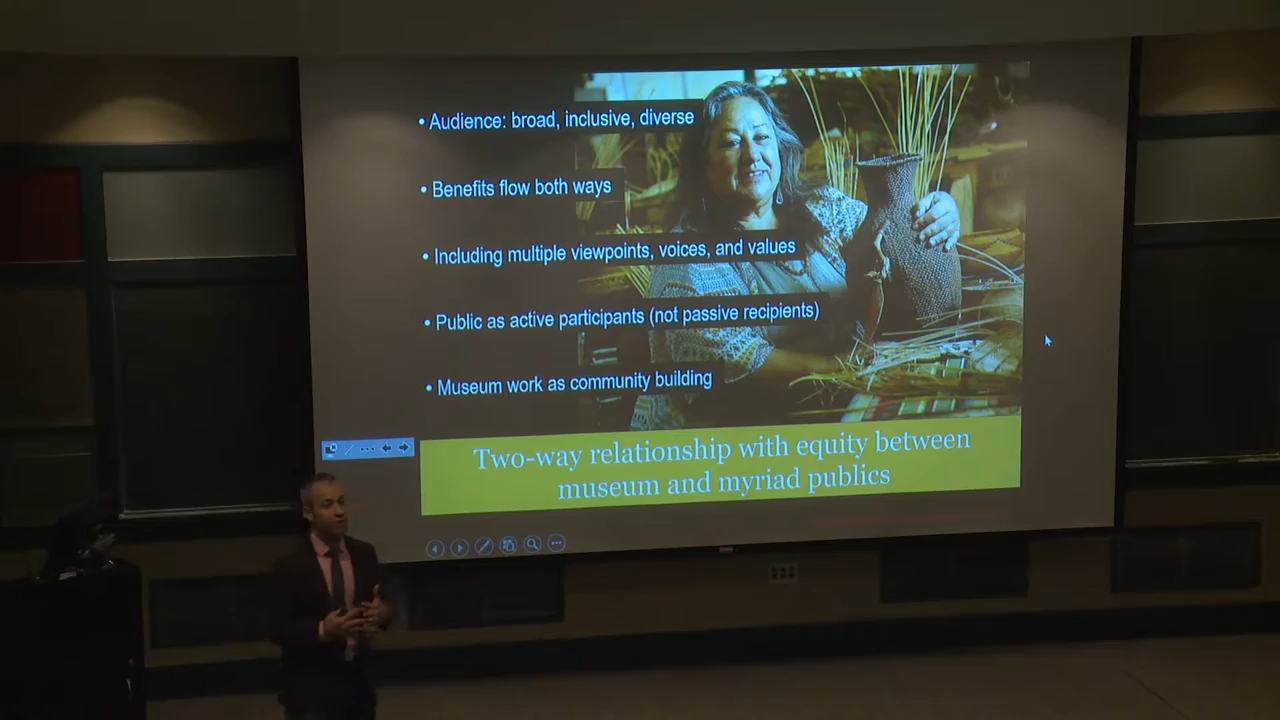 • Audience: broad, inclusive, diverse
• Benefits flow both ways
• Including multiple viewpoints, voices, and values
• Public as active participants (not passive recipients)
• Museum work as community building
Two-way relationship with equity between
museum and myriad publics